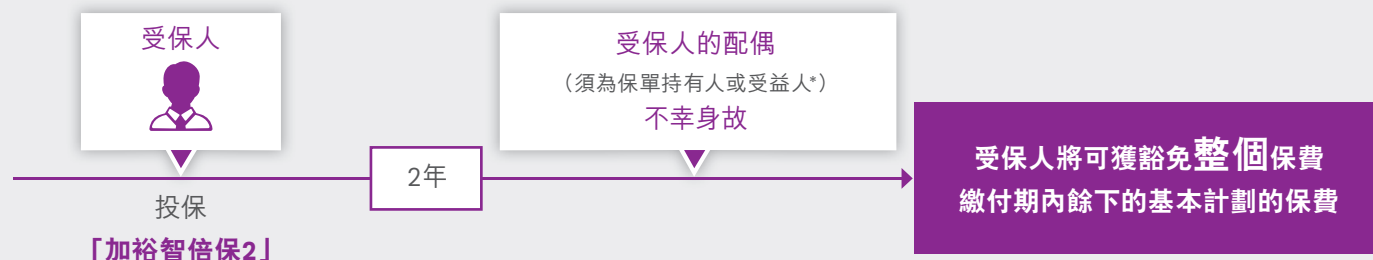 受保人
投保
「加裕智倍保2」
2年
受保人的配偶
（須為保單持有人或受益人*）
不幸身故
受保人將可獲豁免整個保費
繳付期內餘下的基本計劃的保費